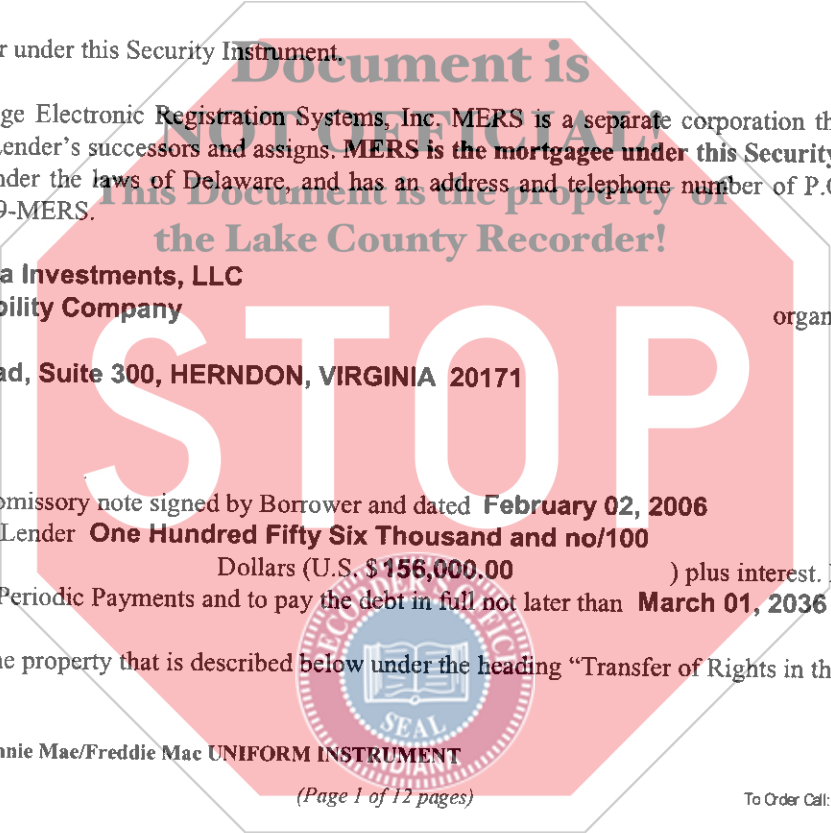 r under this Security Instrument.
Document is
ge Electronic Registration Systems, Inc. MERS is a separate corporation th
NOT OFFICIAL!
Lender's successors and assigns. MERS is the mortgagee under this Security
nder the laws of Delaware, and has an address and telephone number of P.O
This Document is the property of
9-MERS.
the Lake County Recorder!
a Investments, LLC
bility Company
organ
STOP
ad, Suite 300, HERNDON, VIRGINIA 20171
omissory note signed by Borrower and dated February 02, 2006
Lender One Hundred Fifty Six Thousand and no/100
Dollars (U.S. $ 156,000.00 ) plus interest.
Periodic Payments and to pay the debt in full not later than March 01, 2036
RECORDER'S OFFICE
ne property that is described below under the heading "Transfer of Rights in th
SEAL
INDIANA
nnie Mae/Freddie Mac UNIFORM INSTRUMENT
(Page 1 of 12 pages)
To Order Call: